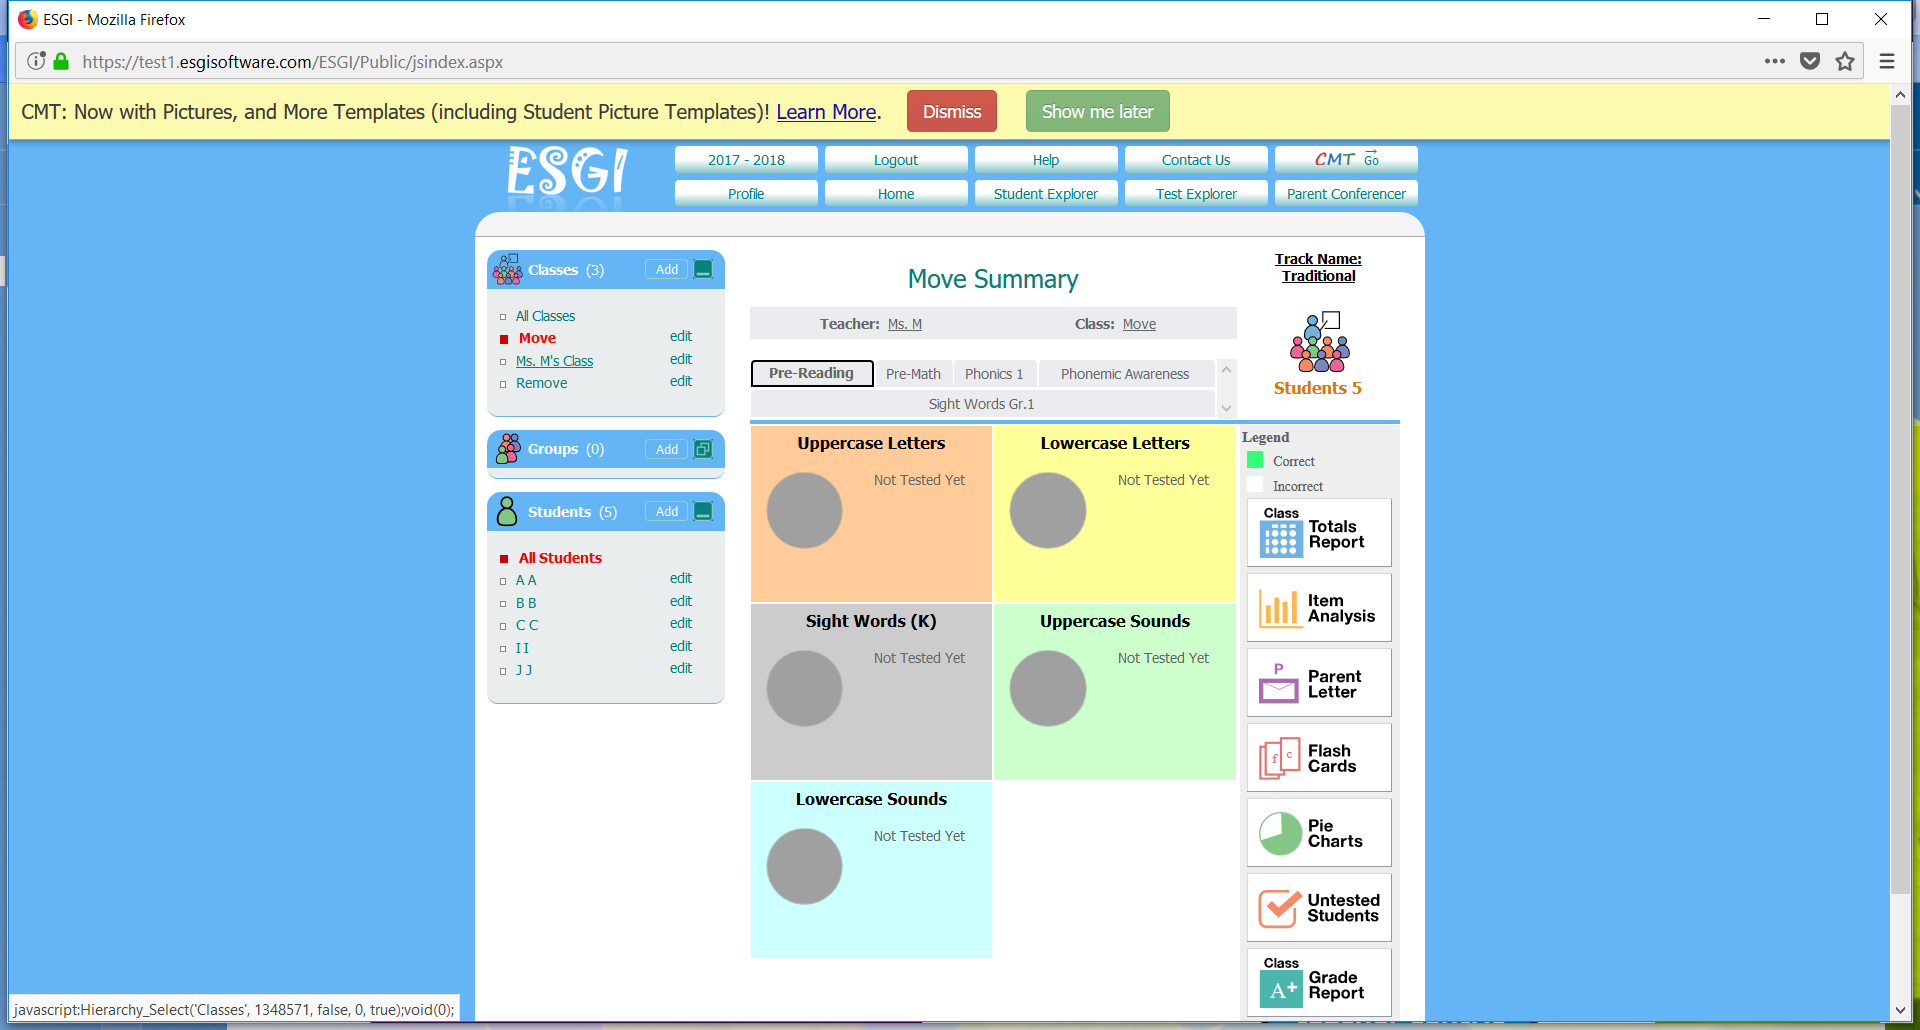 ESGI - Mozilla Firefox
https://test1.esgisoftware.com/ESGI/Public/jsindex.aspx
CMT: Now with Pictures, and More Templates (including Student Picture Templates)! Learn More. Dismiss Show me later
ESGI
2017 - 2018 Logout Help Contact Us CMT Go
Profile Home Student Explorer Test Explorer Parent Conferencer
Classes (3) Add
All Classes
Move edit
Ms. M's Class edit
Remove edit
Groups (0) Add
Students (5) Add
All Students
A A edit
B B edit
C C edit
I I edit
J J edit
Move Summary
Teacher: Ms. M Class: Move
Pre-Reading Pre-Math Phonics 1 Phonemic Awareness
Sight Words Gr.1
Uppercase Letters
Not Tested Yet
Lowercase Letters
Not Tested Yet
Sight Words (K)
Not Tested Yet
Uppercase Sounds
Not Tested Yet
Lowercase Sounds
Not Tested Yet
Track Name:
Traditional
Students 5
Legend
Correct
Incorrect
Class
Totals
Report
Item
Analysis
P
Parent
Letter
f c
Flash
Cards
Pie
Charts
Untested
Students
Class
A+
Grade
Report
javascript:Hierarchy_Select('Classes', 1348571, false, 0, true);void(0);